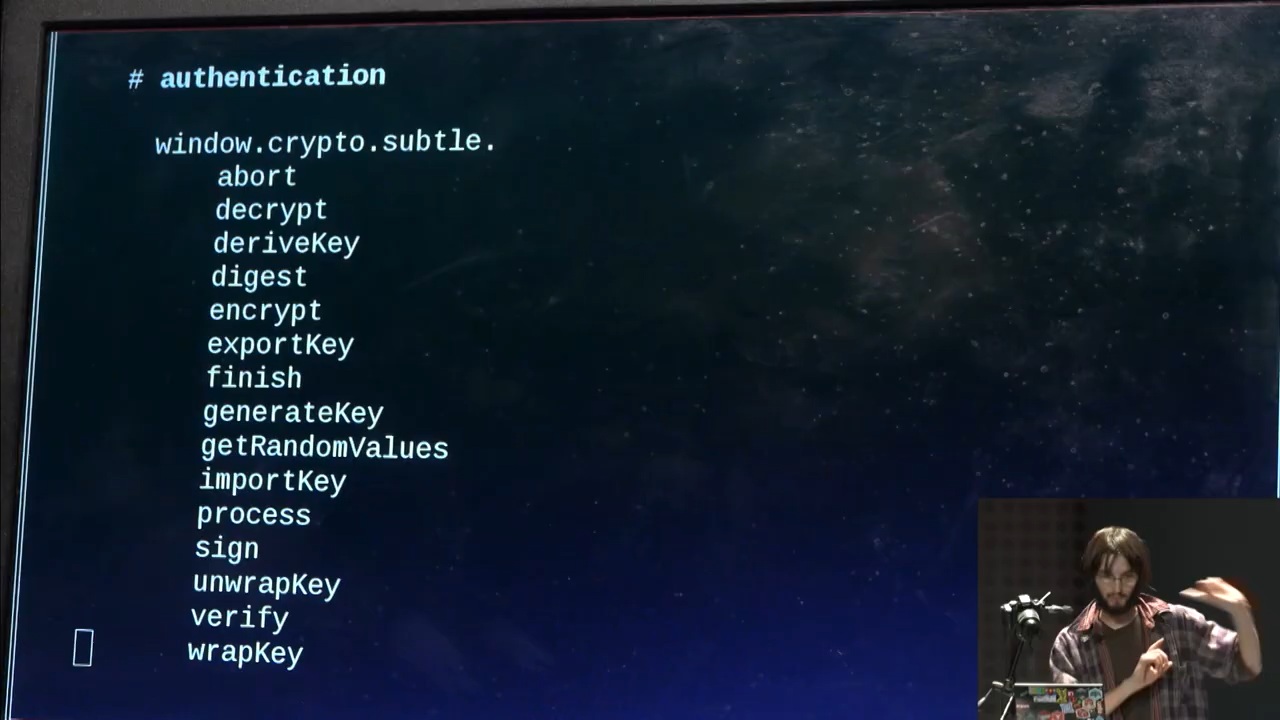 # authentication
window.crypto.subtle.
abort
decrypt
deriveKey
digest
encrypt
exportKey
finish
generateKey
getRandomValues
importKey
process
sign
unwrapKey
verify
wrapKey